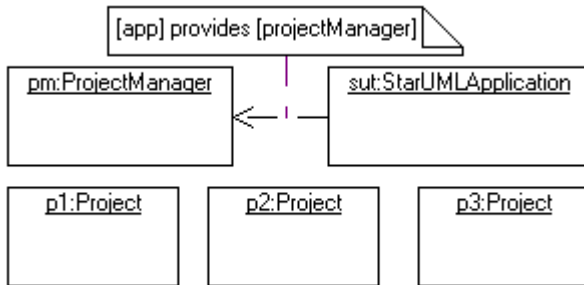 [app] provides [projectManager]
pm:ProjectManager
sut:StarUMLApplication
p1:Project
p2:Project
p3:Project